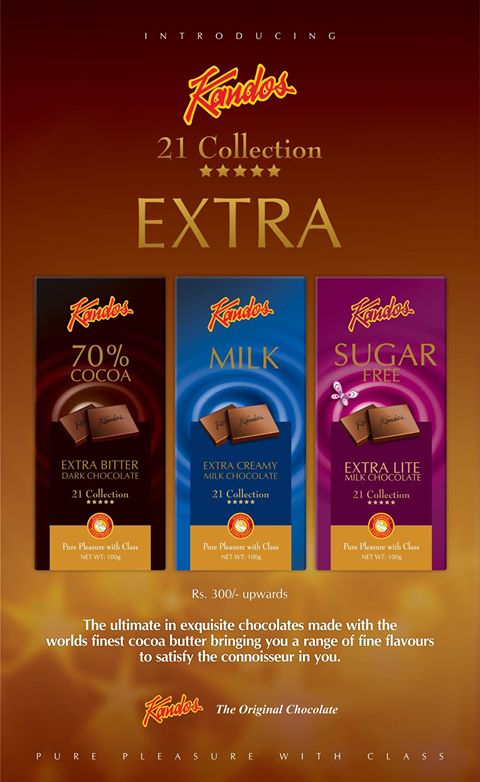 INTRODUCING
Kandos
21 Collection
EXTRA
Kandos
70%
COCOA
EXTRA BITTER
DARK CHOCOLATE
21 Collection
Pure Pleasure with Class
NET WT: 100g
Kandos
MILK
EXTRA CREAMY
MILK CHOCOLATE
21 Collection
Pure Pleasure with Class
NET WT: 100g
Kandos
SUGAR
FREE
EXTRA LITE
MILK CHOCOLATE
21 Collection
Pure Pleasure with Class
NET WT: 100g
Rs. 300/- upwards
The ultimate in exquisite chocolates made with the
worlds finest cocoa butter bringing you a range of fine flavours
to satisfy the connoisseur in you.
Kandos The Original Chocolate
PURE PLEASURE WITH CLASS